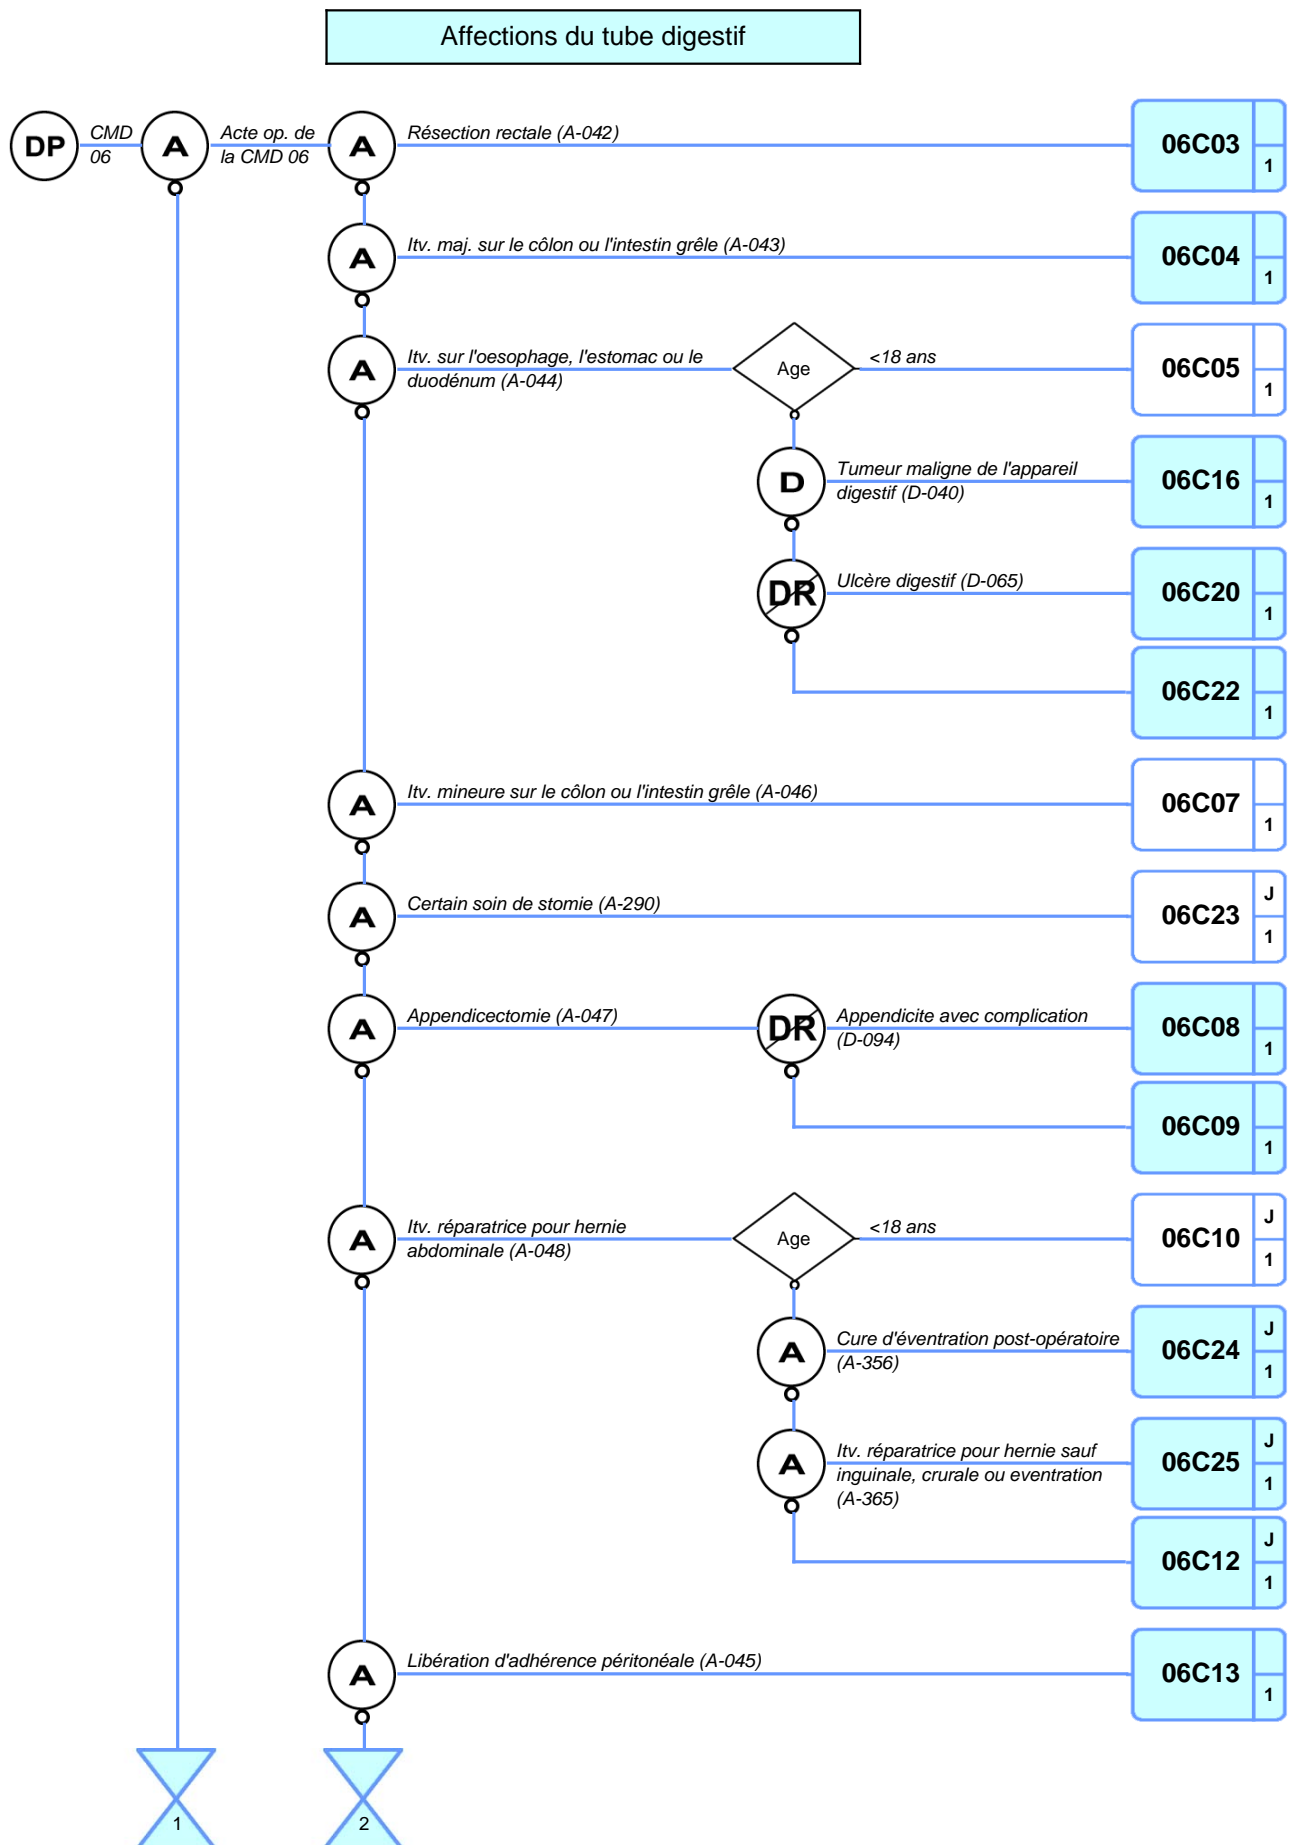 Affections du tube digestif
DP
CMD
06
A
Acte op. de
la CMD 06
A
Résection rectale (A-042)
06C03
1
A
Itv. maj. sur le côlon ou l'intestin grêle (A-043)
06C04
1
A
Itv. sur l'oesophage, l'estomac ou le
duodénum (A-044)
Age
<18 ans
06C05
1
D
Tumeur maligne de l'appareil
digestif (D-040)
06C16
1
DR
Ulcère digestif (D-065)
06C20
1
06C22
1
A
Itv. mineure sur le côlon ou l'intestin grêle (A-046)
06C07
1
A
Certain soin de stomie (A-290)
06C23
J
1
A
Appendicectomie (A-047)
DR
Appendicite avec complication
(D-094)
06C08
1
06C09
1
A
Itv. réparatrice pour hernie
abdominale (A-048)
Age
<18 ans
06C10
J
1
A
Cure d'éventration post-opératoire
(A-356)
06C24
J
1
A
Itv. réparatrice pour hernie sauf
inguinale, crurale ou eventration
(A-365)
06C25
J
1
06C12
J
1
A
Libération d'adhérence péritonéale (A-045)
06C13
1
1
2